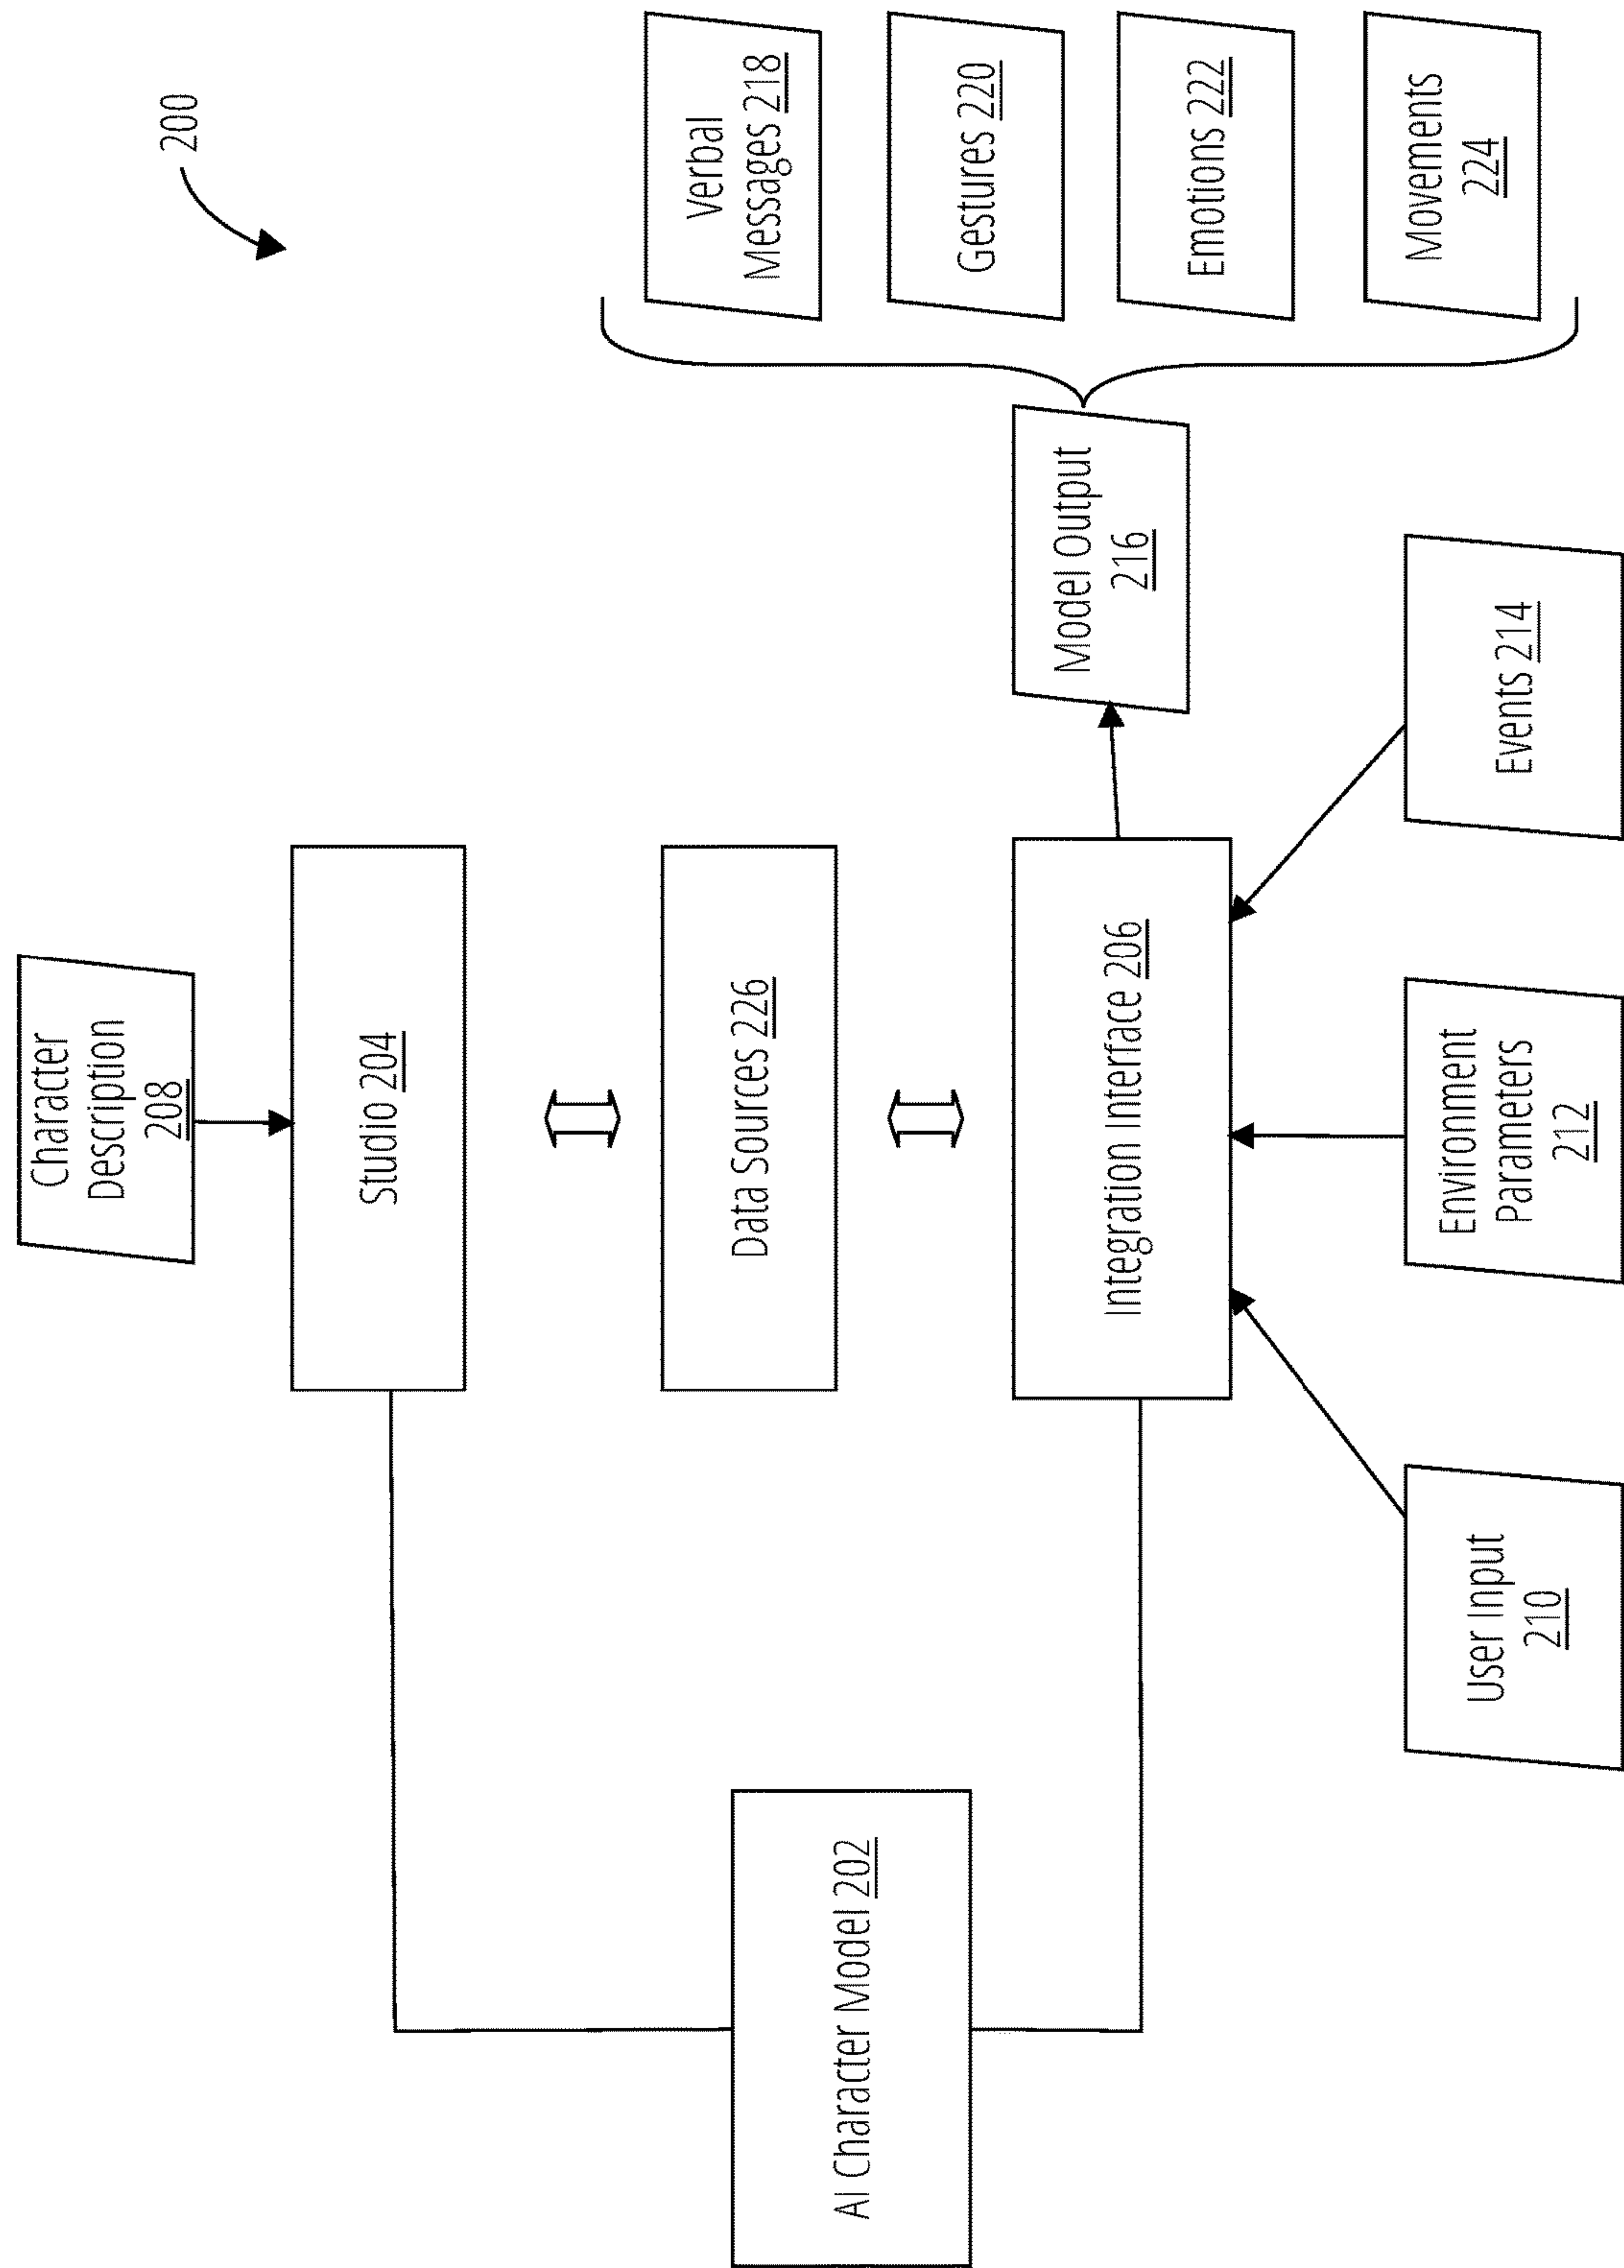 200
Character
Description
208
Studio 204
Data Sources 226
AI Character Model 202
Integration Interface 206
Model Output
216
Verbal
Messages 218
Gestures 220
Emotions 222
Movements
224
User Input
210
Environment
Parameters
212
Events 214